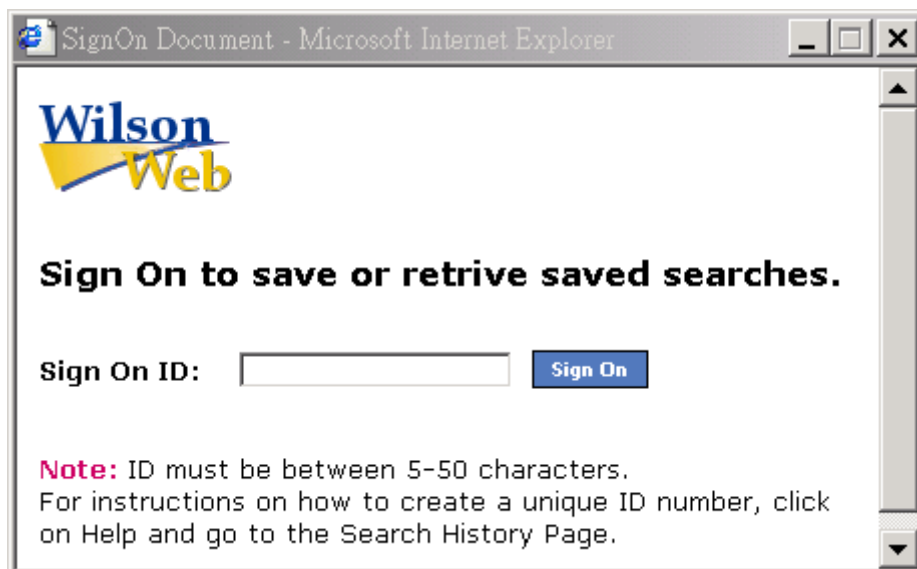 SignOn Document - Microsoft Internet Explorer
Wilson
Web
Sign On to save or retrive saved searches.
Sign On ID: Sign On
Note: ID must be between 5-50 characters.
For instructions on how to create a unique ID number, click
on Help and go to the Search History Page.